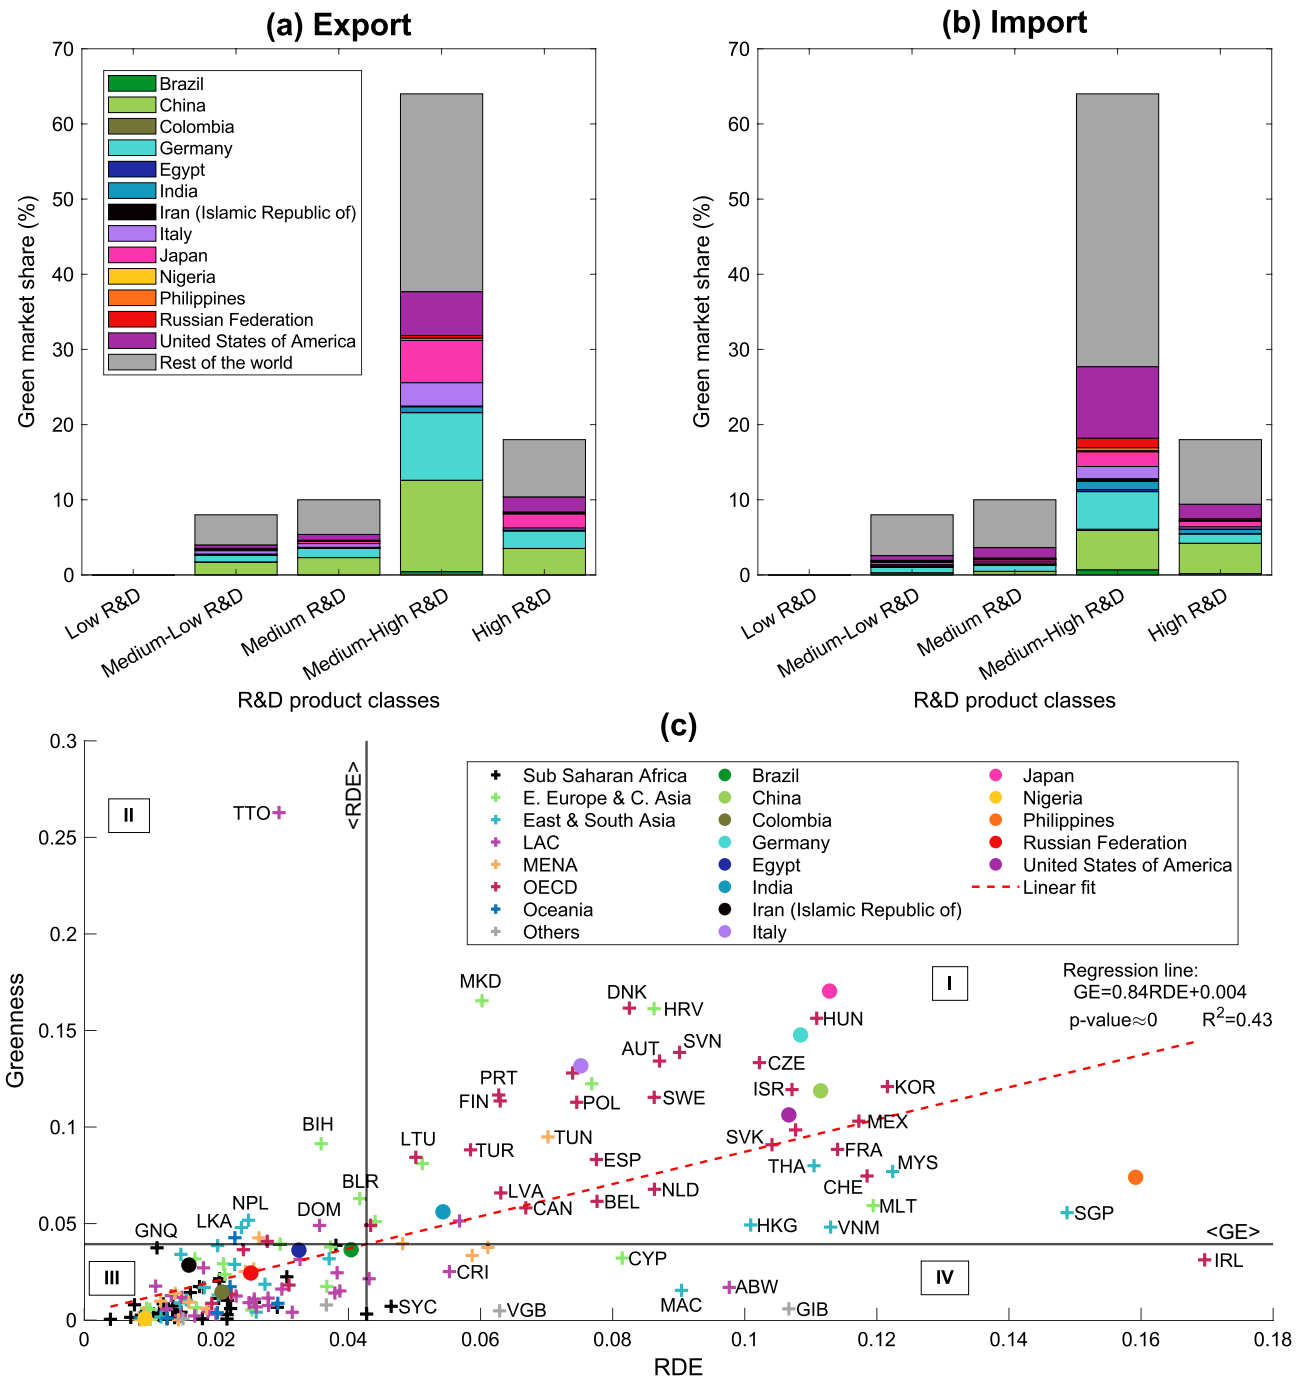 (a) Export
70
60
50
40
30
20
10
0
Green market share (%)
Brazil
China
Colombia
Germany
Egypt
India
Iran (Islamic Republic of)
Italy
Japan
Nigeria
Philippines
Russian Federation
United States of America
Rest of the world
Low R&D
Medium-Low R&D
Medium R&D
Medium-High R&D
High R&D
R&D product classes
(b) Import
70
60
50
40
30
20
10
0
Green market share (%)
Low R&D
Medium-Low R&D
Medium R&D
Medium-High R&D
High R&D
R&D product classes
(c)
0.3
0.25
0.2
0.15
0.1
0.05
0
Greenness
II
<RDE>
Sub Saharan Africa
E. Europe & C. Asia
East & South Asia
LAC
MENA
OECD
Oceania
Others
Brazil
China
Colombia
Germany
Egypt
India
Iran (Islamic Republic of)
Italy
Japan
Nigeria
Philippines
Russian Federation
United States of America
Linear fit
TTO
I
Regression line:
GE=0.84RDE+0.004
p-value≈0 R²=0.43
MKD
DNK
HRV
HUN
AUT
SVN
CZE
PRT
FIN
POL
SWE
ISR
KOR
BIH
LTU
TUR
TUN
SVK
MEX
ESP
FRA
THA
MYS
BLR
CHE
NPL
DOM
LVA
CAN
BEL
NLD
MLT
GNQ
LKA
HKG
VNM
SGP
<GE>
III
CRI
CYP
IV
IRL
SYC
VGB
MAC
ABW
GIB
0
0.02
0.04
0.06
0.08
0.1
0.12
0.14
0.16
0.18
RDE